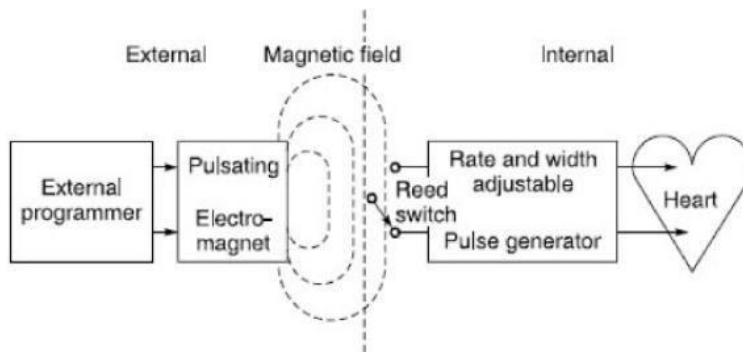 External
Magnetic field
Internal
External
programmer
Pulsating
Electro-
magnet
Reed
switch
Rate and width
adjustable
Pulse generator
Heart